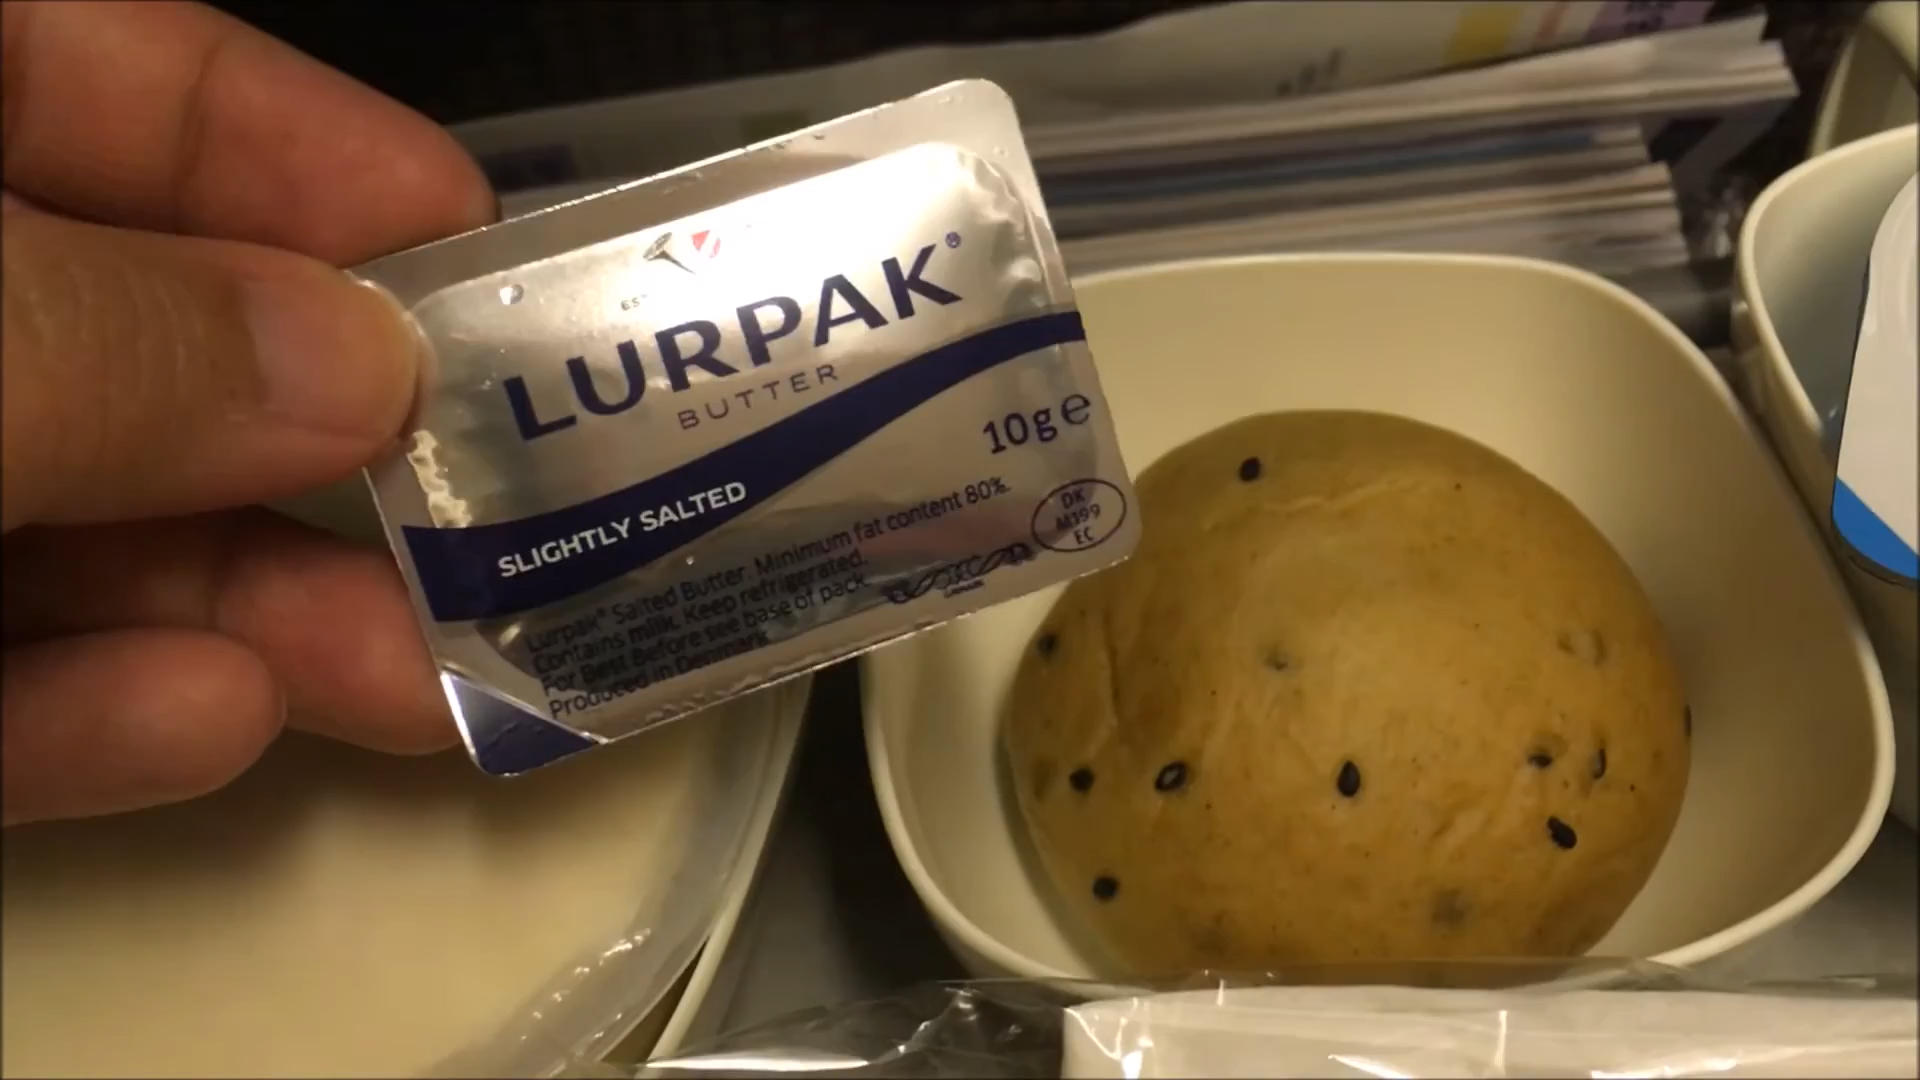 LURPAK®
BUTTER
10g e
SLIGHTLY SALTED
Lurpak® Salted Butter. Minimum fat content 80%.
Contains milk. Keep refrigerated.
For Best Before see base of pack.
Produced in Denmark
DK
M199
EC